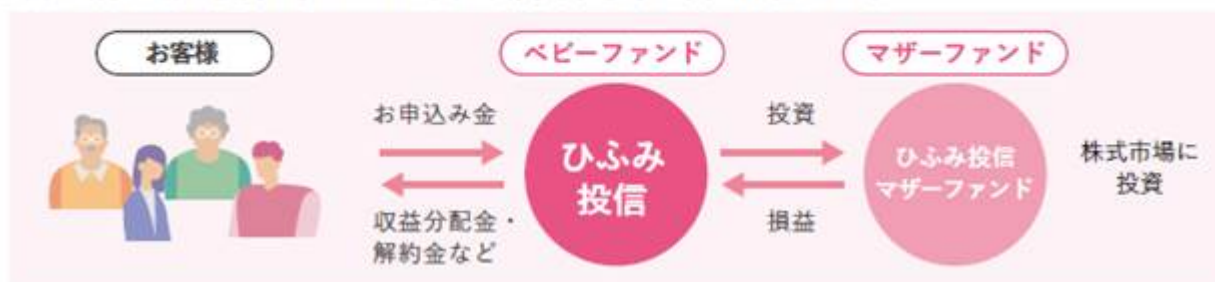 お客様
ベビーファンド
マザーファンド
お申込み金
収益分配金・
解約金など
ひふみ
投信
投資
損益
ひふみ投信
マザーファンド
株式市場に
投資